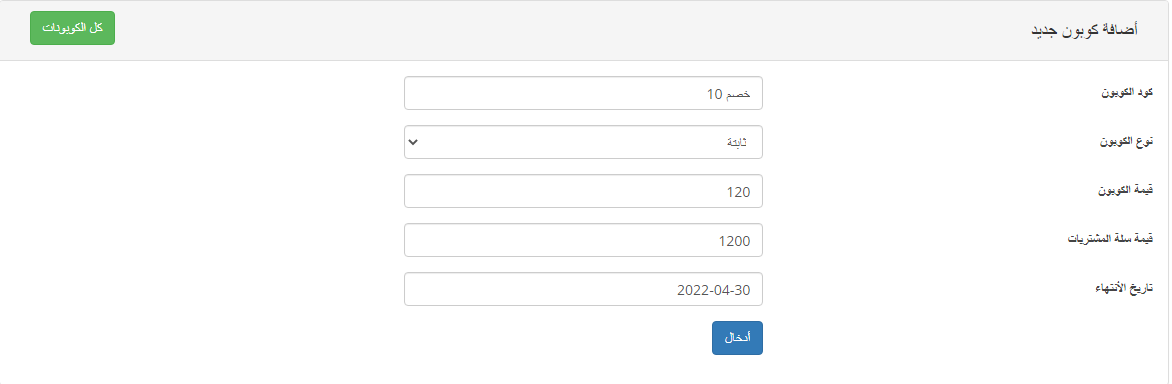 أضافة كوبون جديد
كل الكوبونات
كود الكوبون
خصم 10
نوع الكوبون
ثابتة
قيمة الكوبون
120
قيمة سلة المشتريات
1200
تاريخ الأنتهاء
2022-04-30
أدخال